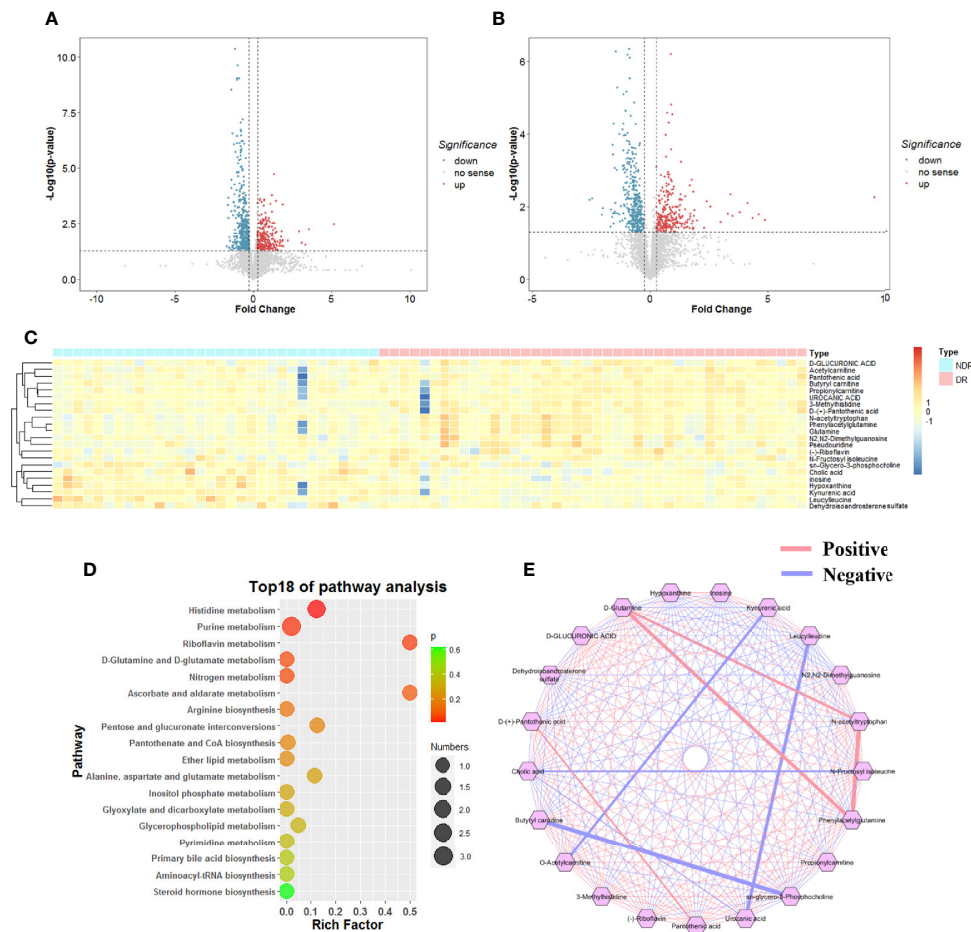 A
B
10.0
7.5
5.0
2.5
0.0
-Log10(p-value)
-10
-5
0
5
10
Fold Change
Significance
down
no sense
up
6
4
2
0
-Log10(p-value)
-5
0
5
10
Fold Change
Significance
down
no sense
up
C
Type
D-GLUCURONIC ACID
Acetylcarnitine
Pantothenic acid
Butyryl carnitine
Propionylcarnitine
UROCANIC ACID
3-Methylhistidine
D-(+)-Pantothenic acid
N-acetyltryptophan
Phenylacetylglutamine
Glutamine
N2,N2-Dimethylguanosine
Pseudouridine
(-)-Riboflavin
N-Fructosyl isoleucine
sn-Glycero-3-phosphocholine
Cholic acid
inosine
Hypoxanthine
Kynurenic acid
Leucylleucine
Dehydroisoandrosterone sulfate
1
0
-1
Type
NDR
DR
D
Top18 of pathway analysis
Pathway
Histidine metabolism
Purine metabolism
Riboflavin metabolism
D-Glutamine and D-glutamate metabolism
Nitrogen metabolism
Ascorbate and aldarate metabolism
Arginine biosynthesis
Pentose and glucuronate interconversions
Pantothenate and CoA biosynthesis
Ether lipid metabolism
Alanine, aspartate and glutamate metabolism
Inositol phosphate metabolism
Glyoxylate and dicarboxylate metabolism
Glycerophospholipid metabolism
Pyrimidine metabolism
Primary bile acid biosynthesis
Aminoacyl-tRNA biosynthesis
Steroid hormone biosynthesis
0.0
0.1
0.2
0.3
0.4
0.5
Rich Factor
p
0.6
0.4
0.2
Numbers
1.0
1.5
2.0
2.5
3.0
E
Positive
Negative
Hypoxanthine
Inosine
D-Glutamine
Kynurenic acid
D-GLUCURONIC ACID
Leucylleucine
Dehydroisoandrosterone
sulfate
N2,N2-Dimethylguanosine
D-(+)-Pantothenic acid
N-acetyltryptophan
Cholic acid
N-Fructosyl isoleucine
Butyryl carnitine
Phenylacetylglutamine
O-Acetylcarnitine
Propionylcarnitine
3-Methylhistidine
sn-glycero-3-Phosphocholine
(-)-Riboflavin
Urocanic acid
Pantothenic acid